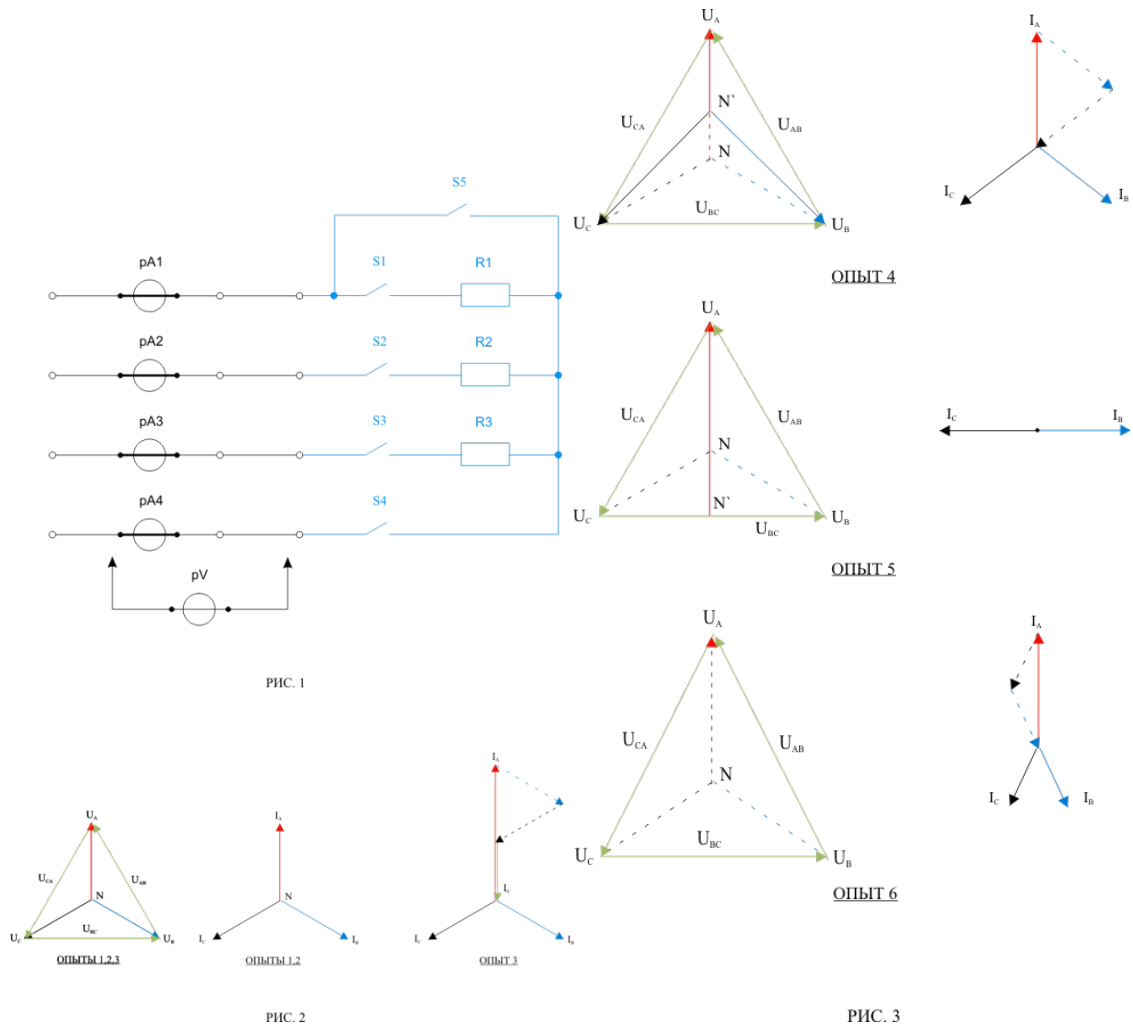 S5
pA1
S1
R1
pA2
S2
R2
pA3
S3
R3
pA4
S4
pV
РИС. 1
U_A
U_CA
U_AB
N
U_C
U_BC
U_B
ОПЫТЫ 1,2,3
I_A
N
I_C
I_B
ОПЫТЫ 1,2
I_A
I_C
I_B
ОПЫТ 3
РИС. 2
U_A
N`
U_CA
U_AB
N
U_C
U_BC
U_B
I_A
I_C
I_B
ОПЫТ 4
U_A
U_CA
U_AB
N
U_C
N`
U_BC
U_B
I_C
I_B
ОПЫТ 5
U_A
U_CA
U_AB
N
U_C
U_BC
U_B
I_A
I_C
I_B
ОПЫТ 6
РИС. 3